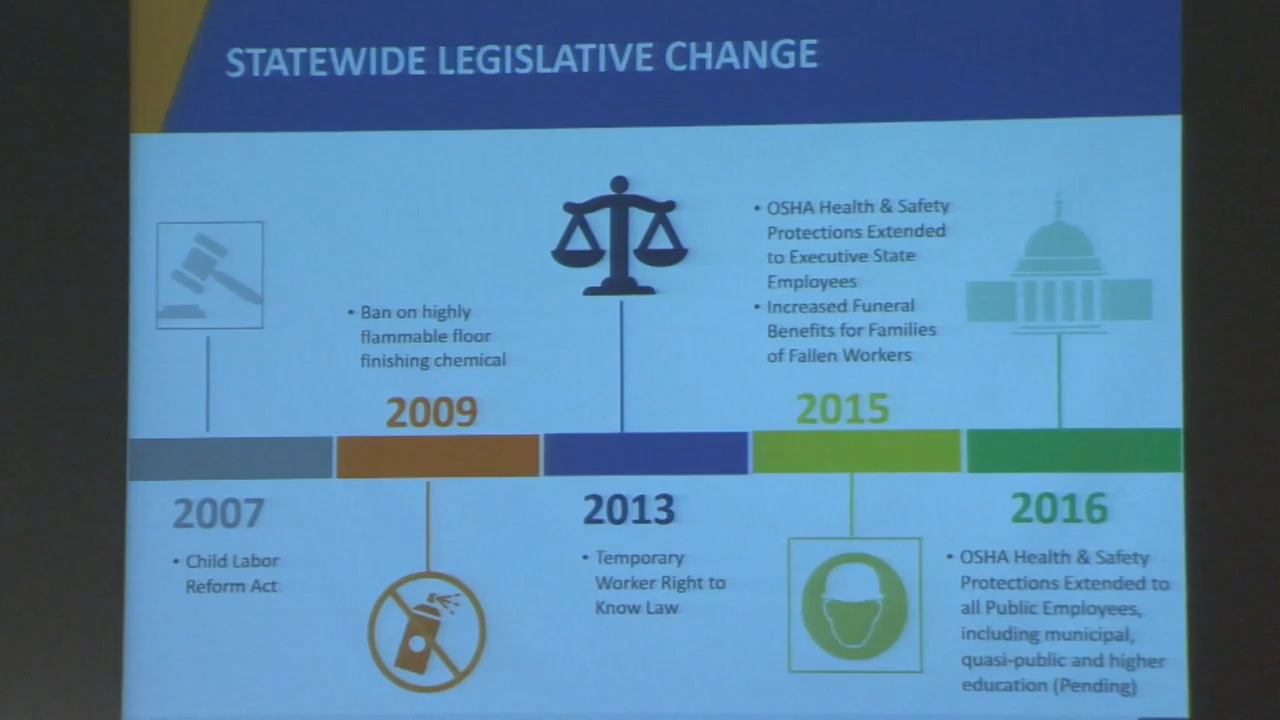 STATEWIDE LEGISLATIVE CHANGE
2007
• Child Labor
Reform Act
• Ban on highly
flammable floor
finishing chemical
2009
2013
• Temporary
Worker Right to
Know Law
• OSHA Health & Safety
Protections Extended
to Executive State
Employees
• Increased Funeral
Benefits for Families
of Fallen Workers
2015
2016
• OSHA Health & Safety
Protections Extended to
all Public Employees,
including municipal,
quasi-public and higher
education (Pending)